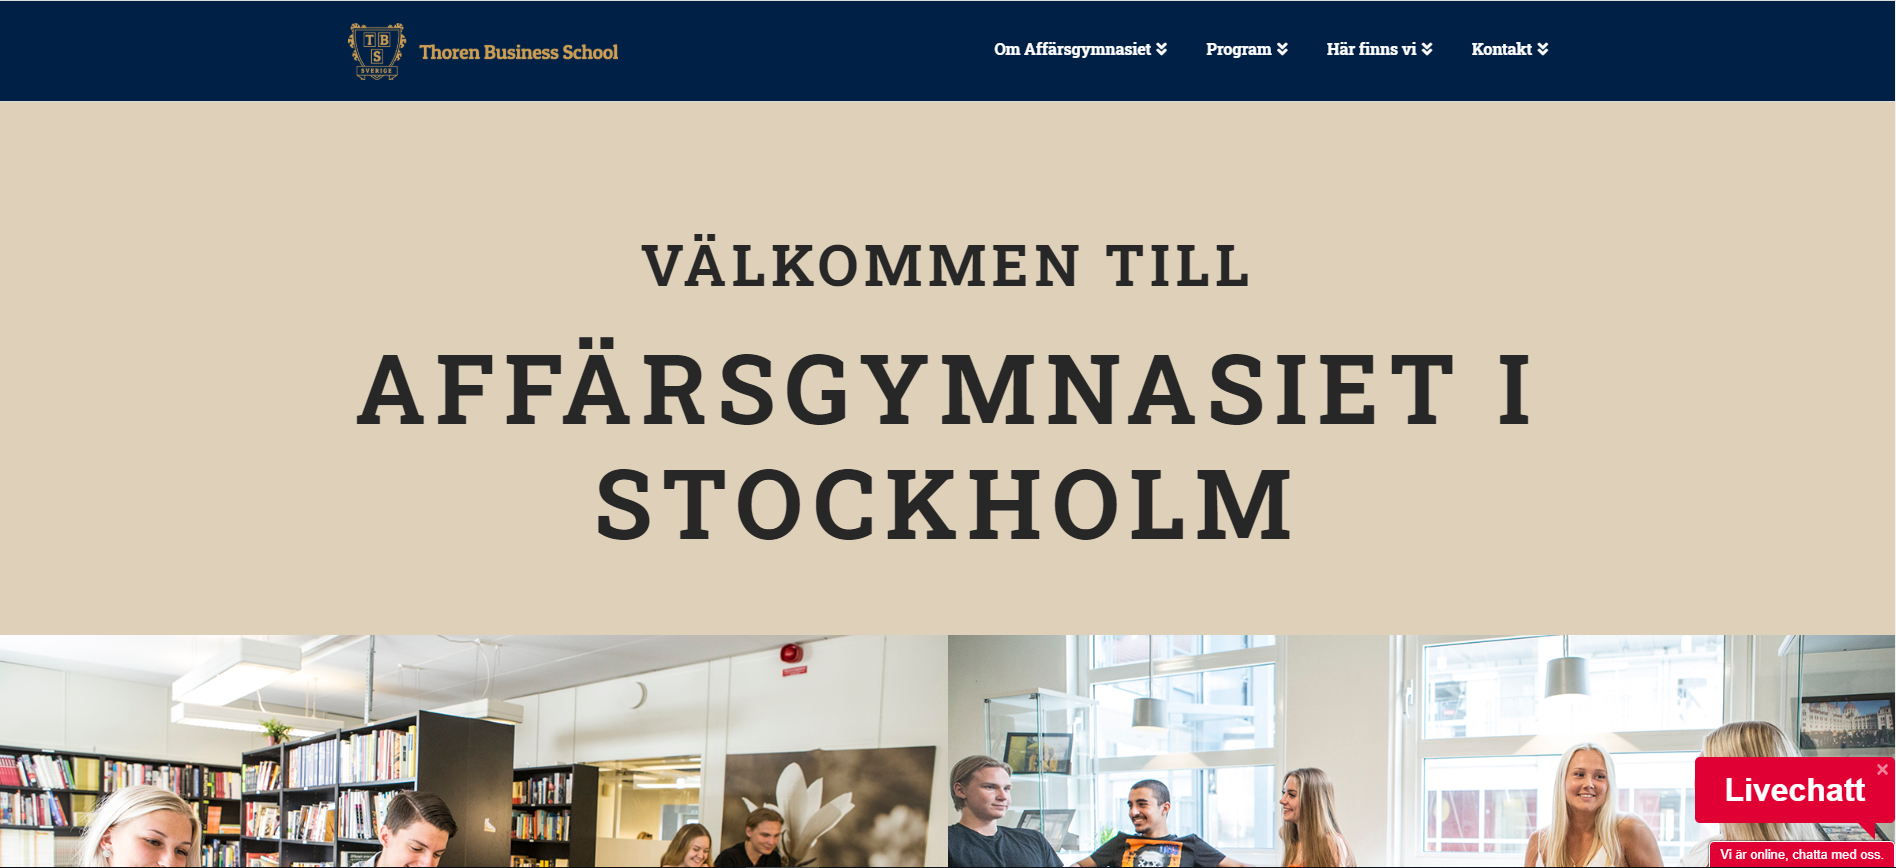 T B
S
SVERIGE
Thoren Business School
Om Affärsgymnasiet
Program
Här finns vi
Kontakt
VÄLKOMMEN TILL
AFFÄRSGYMNASIET I
STOCKHOLM
Livechatt
Vi är online, chatta med oss.